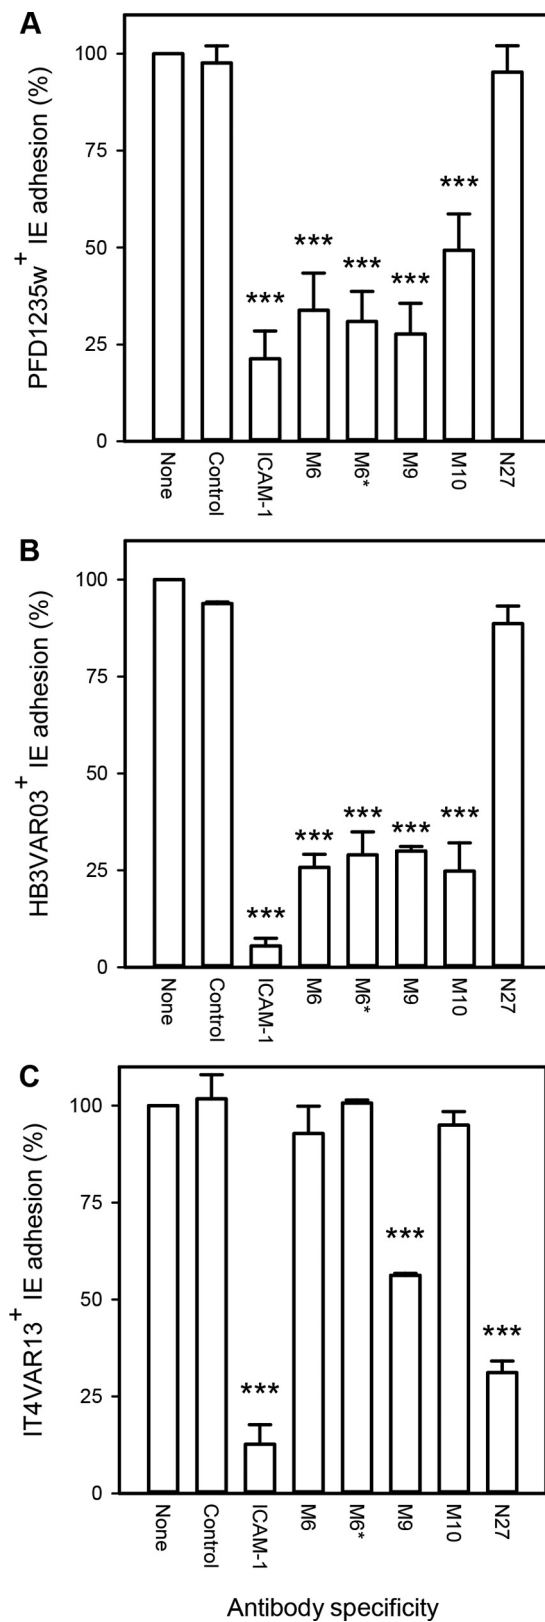 A
PFD1235w+ IE adhesion (%)
100
75
50
25
0
***
***
***
***
***
None
Control
ICAM-1
M6
M6*
M9
M10
N27
B
HB3VAR03+ IE adhesion (%)
100
75
50
25
0
***
***
***
***
***
None
Control
ICAM-1
M6
M6*
M9
M10
N27
C
IT4VAR13+ IE adhesion (%)
100
75
50
25
0
***
***
***
None
Control
ICAM-1
M6
M6*
M9
M10
N27
Antibody specificity